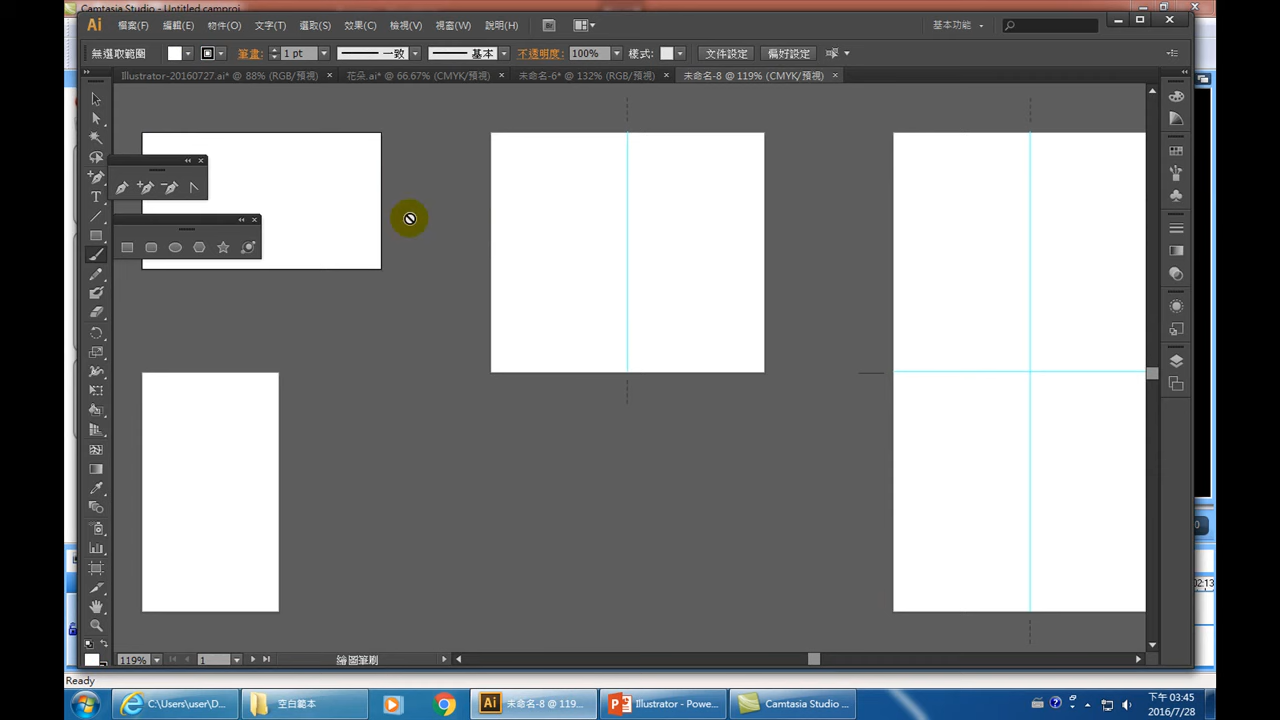 Camtasia Studio - Untitled.camproj
Ai 檔案(F) 編輯(E) 物件(O) 文字(T) 選取(S) 效果(C) 檢視(V) 視窗(W) 說明(H) Br 基本功能
無選取範圍 筆畫: 1 pt 一致 基本 不透明度: 100% 樣式: 文件設定 偏好設定
Illustrator-20160727.ai* @ 88% (RGB/預視) × 花朵.ai* @ 66.67% (CMYK/預視) × 未命名-6* @ 132% (RGB/預視) × 未命名-8 @ 119% (CMYK/預視) ×
T
02:13
119% 1 繪圖筆刷
Ready
C:\Users\user\D... 空白範本 未命名-8 @ 119... Illustrator - Powe... Camtasia Studio ...
下午 03:45
2016/7/28